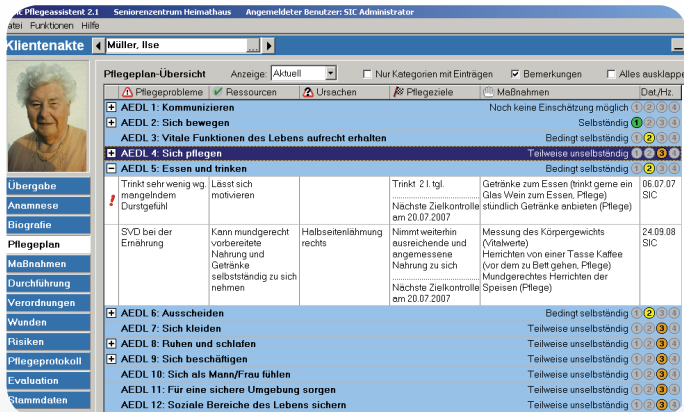 Pflegeassistent 2.1 Seniorenzentrum Heimathaus Angemeldeter Benutzer: SIC Administrator
Funktionen Hilfe
Klientenakte Müller, Ilse ...
Pflegeplan-Übersicht Anzeige: Aktuell Nur Kategorien mit Einträgen Bemerkungen Alles ausklappe
Pflegeprobleme Ressourcen Ursachen Pflegeziele Maßnahmen Dat./Hz.
AEDL 1: Kommunizieren Noch keine Einschätzung möglich 1 2 3 4
AEDL 2: Sich bewegen Selbständig 1 2 3 4
AEDL 3: Vitale Funktionen des Lebens aufrecht erhalten Bedingt selbständig 1 2 3 4
AEDL 4: Sich pflegen Teilweise unselbständig 1 2 3 4
AEDL 5: Essen und trinken Bedingt selbständig 1 2 3 4
Trinkt sehr wenig wg. Lässt sich Trinkt 2 l. tgl. Getränke zum Essen (trinkt gerne ein 06.07.07
mangelndem motivieren Glas Wein zum Essen, Pflege) SIC
Durstgefühl Nächste Zielkontrolle stündlich Getränke anbieten (Pflege)
am 20.07.2007
SVD bei der Kann mundgerecht Halbseitenlähmung Nimmt weiterhin Messung des Körpergewichts 24.09.08
Ernährung vorbereitete rechts ausreichende und (Vitalwerte) SIC
Nahrung und angemessene Herrichten von einer Tasse Kaffee
Getränke Nahrung zu sich (vor dem zu Bett gehen, Pflege)
selbstständig zu sich Mundgerechtes Herrichten der
nehmen Nächste Zielkontrolle Speisen (Pflege)
am 20.07.2007
AEDL 6: Ausscheiden Bedingt selbständig 1 2 3 4
AEDL 7: Sich kleiden Teilweise unselbständig 1 2 3 4
AEDL 8: Ruhen und schlafen Teilweise unselbständig 1 2 3 4
AEDL 9: Sich beschäftigen Teilweise unselbständig 1 2 3 4
AEDL 10: Sich als Mann/Frau fühlen Teilweise unselbständig 1 2 3 4
AEDL 11: Für eine sichere Umgebung sorgen Teilweise unselbständig 1 2 3 4
AEDL 12: Soziale Bereiche des Lebens sichern Teilweise unselbständig 1 2 3 4
Übergabe
Anamnese
Biografie
Pflegeplan
Maßnahmen
Durchführung
Verordnungen
Wunden
Risiken
Pflegeprotokoll
Evaluation
Stammdaten